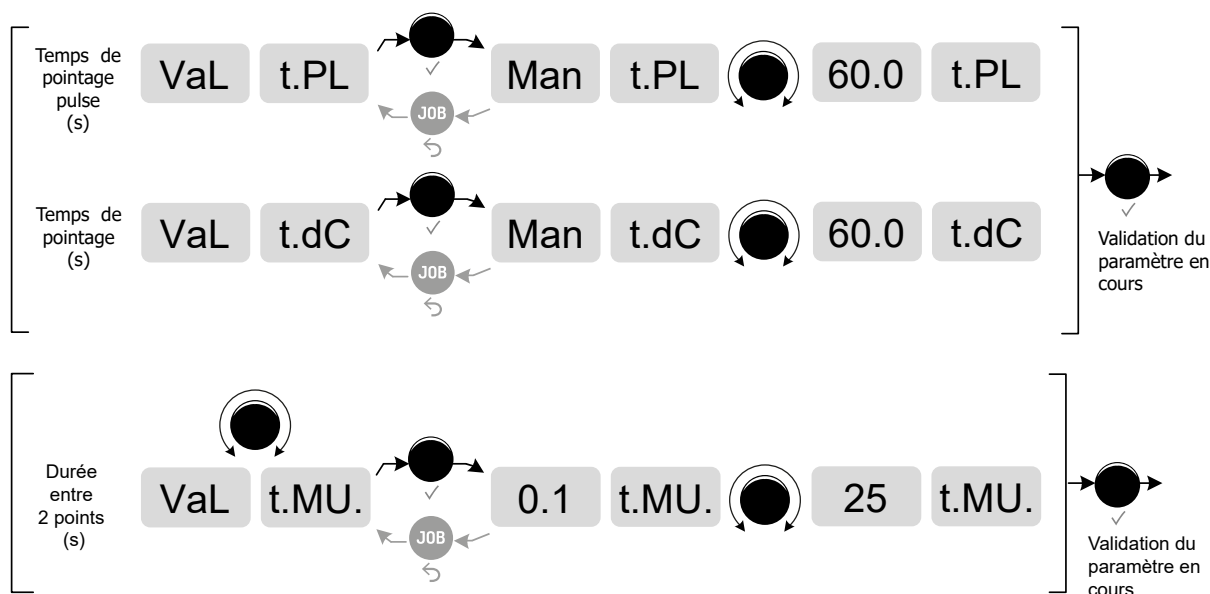 Temps de
pointage
pulse
(s)
VaL t.PL Man t.PL 60.0 t.PL
JOB
Temps de
pointage
(s)
VaL t.dC Man t.dC 60.0 t.dC
JOB
Validation du
paramètre en
cours
Durée
entre
2 points
(s)
VaL t.MU. 0.1 t.MU. 25 t.MU.
JOB
Validation du
paramètre en
cours